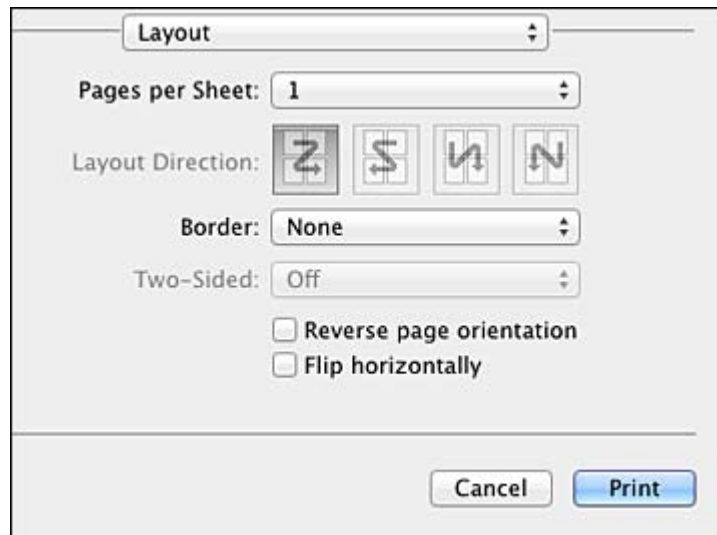 Layout
Pages per Sheet: 1
Layout Direction:
Border: None
Two-Sided: Off
Reverse page orientation
Flip horizontally
Cancel Print